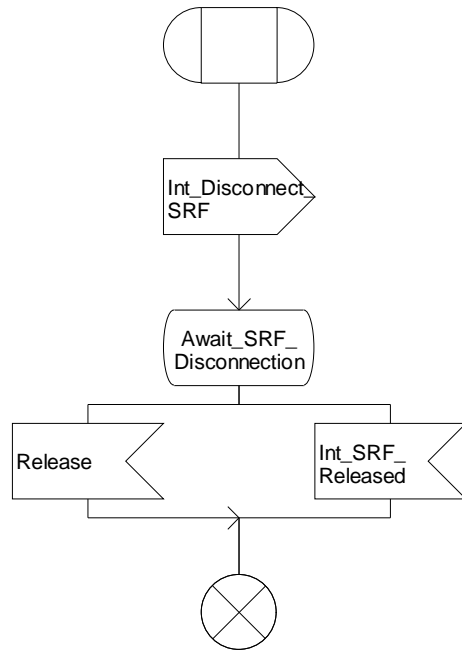 Int_Disconnect_
SRF
Await_SRF_
Disconnection
Release
Int_SRF_
Released